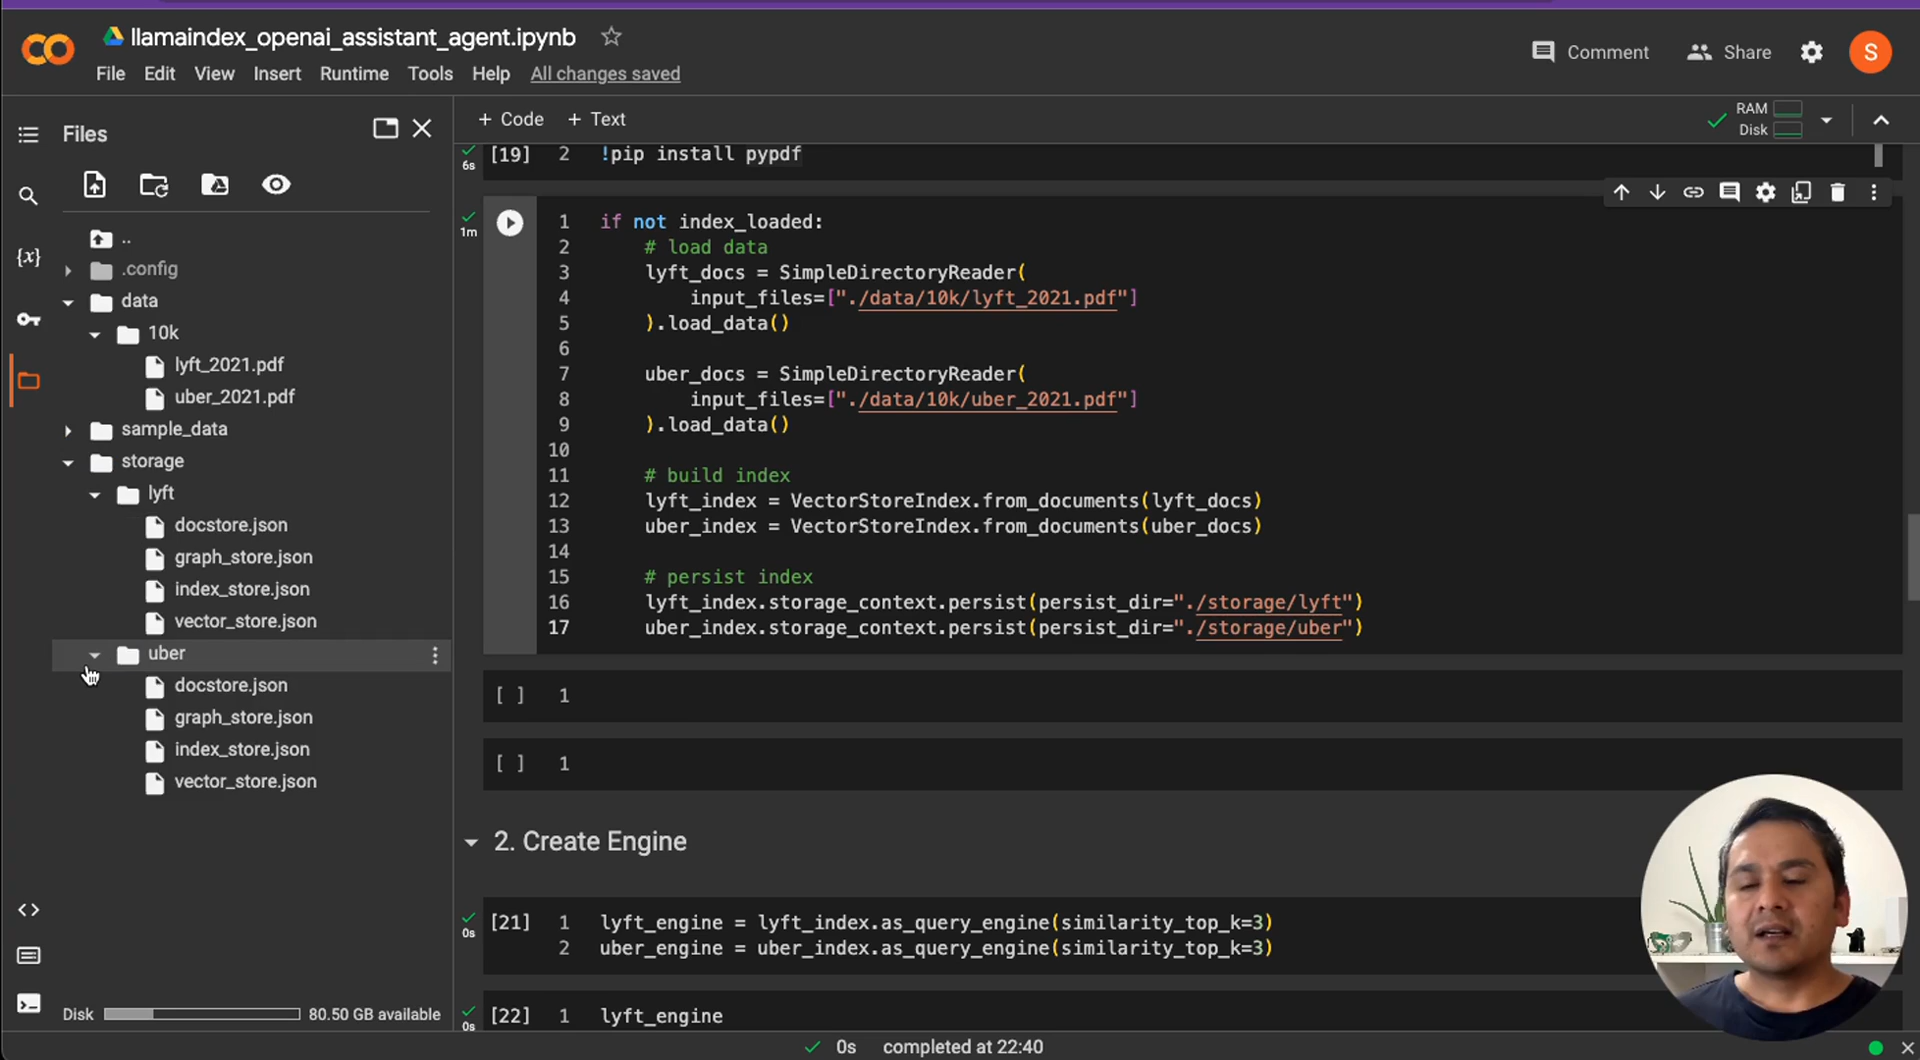 llamaindex_openai_assistant_agent.ipynb
File Edit View Insert Runtime Tools Help All changes saved
Comment Share S
Files
+ Code + Text
RAM
Disk
..
.config
data
10k
lyft_2021.pdf
uber_2021.pdf
sample_data
storage
lyft
docstore.json
graph_store.json
index_store.json
vector_store.json
uber
docstore.json
graph_store.json
index_store.json
vector_store.json
Disk 80.50 GB available
6s [19] 2 !pip install pypdf
1m
1 if not index_loaded:
2 # load data
3 lyft_docs = SimpleDirectoryReader(
4 input_files=["./data/10k/lyft_2021.pdf"]
5 ).load_data()
6
7 uber_docs = SimpleDirectoryReader(
8 input_files=["./data/10k/uber_2021.pdf"]
9 ).load_data()
10
11 # build index
12 lyft_index = VectorStoreIndex.from_documents(lyft_docs)
13 uber_index = VectorStoreIndex.from_documents(uber_docs)
14
15 # persist index
16 lyft_index.storage_context.persist(persist_dir="./storage/lyft")
17 uber_index.storage_context.persist(persist_dir="./storage/uber")
[ ] 1
[ ] 1
2. Create Engine
0s [21] 1 lyft_engine = lyft_index.as_query_engine(similarity_top_k=3)
2 uber_engine = uber_index.as_query_engine(similarity_top_k=3)
0s [22] 1 lyft_engine
0s completed at 22:40